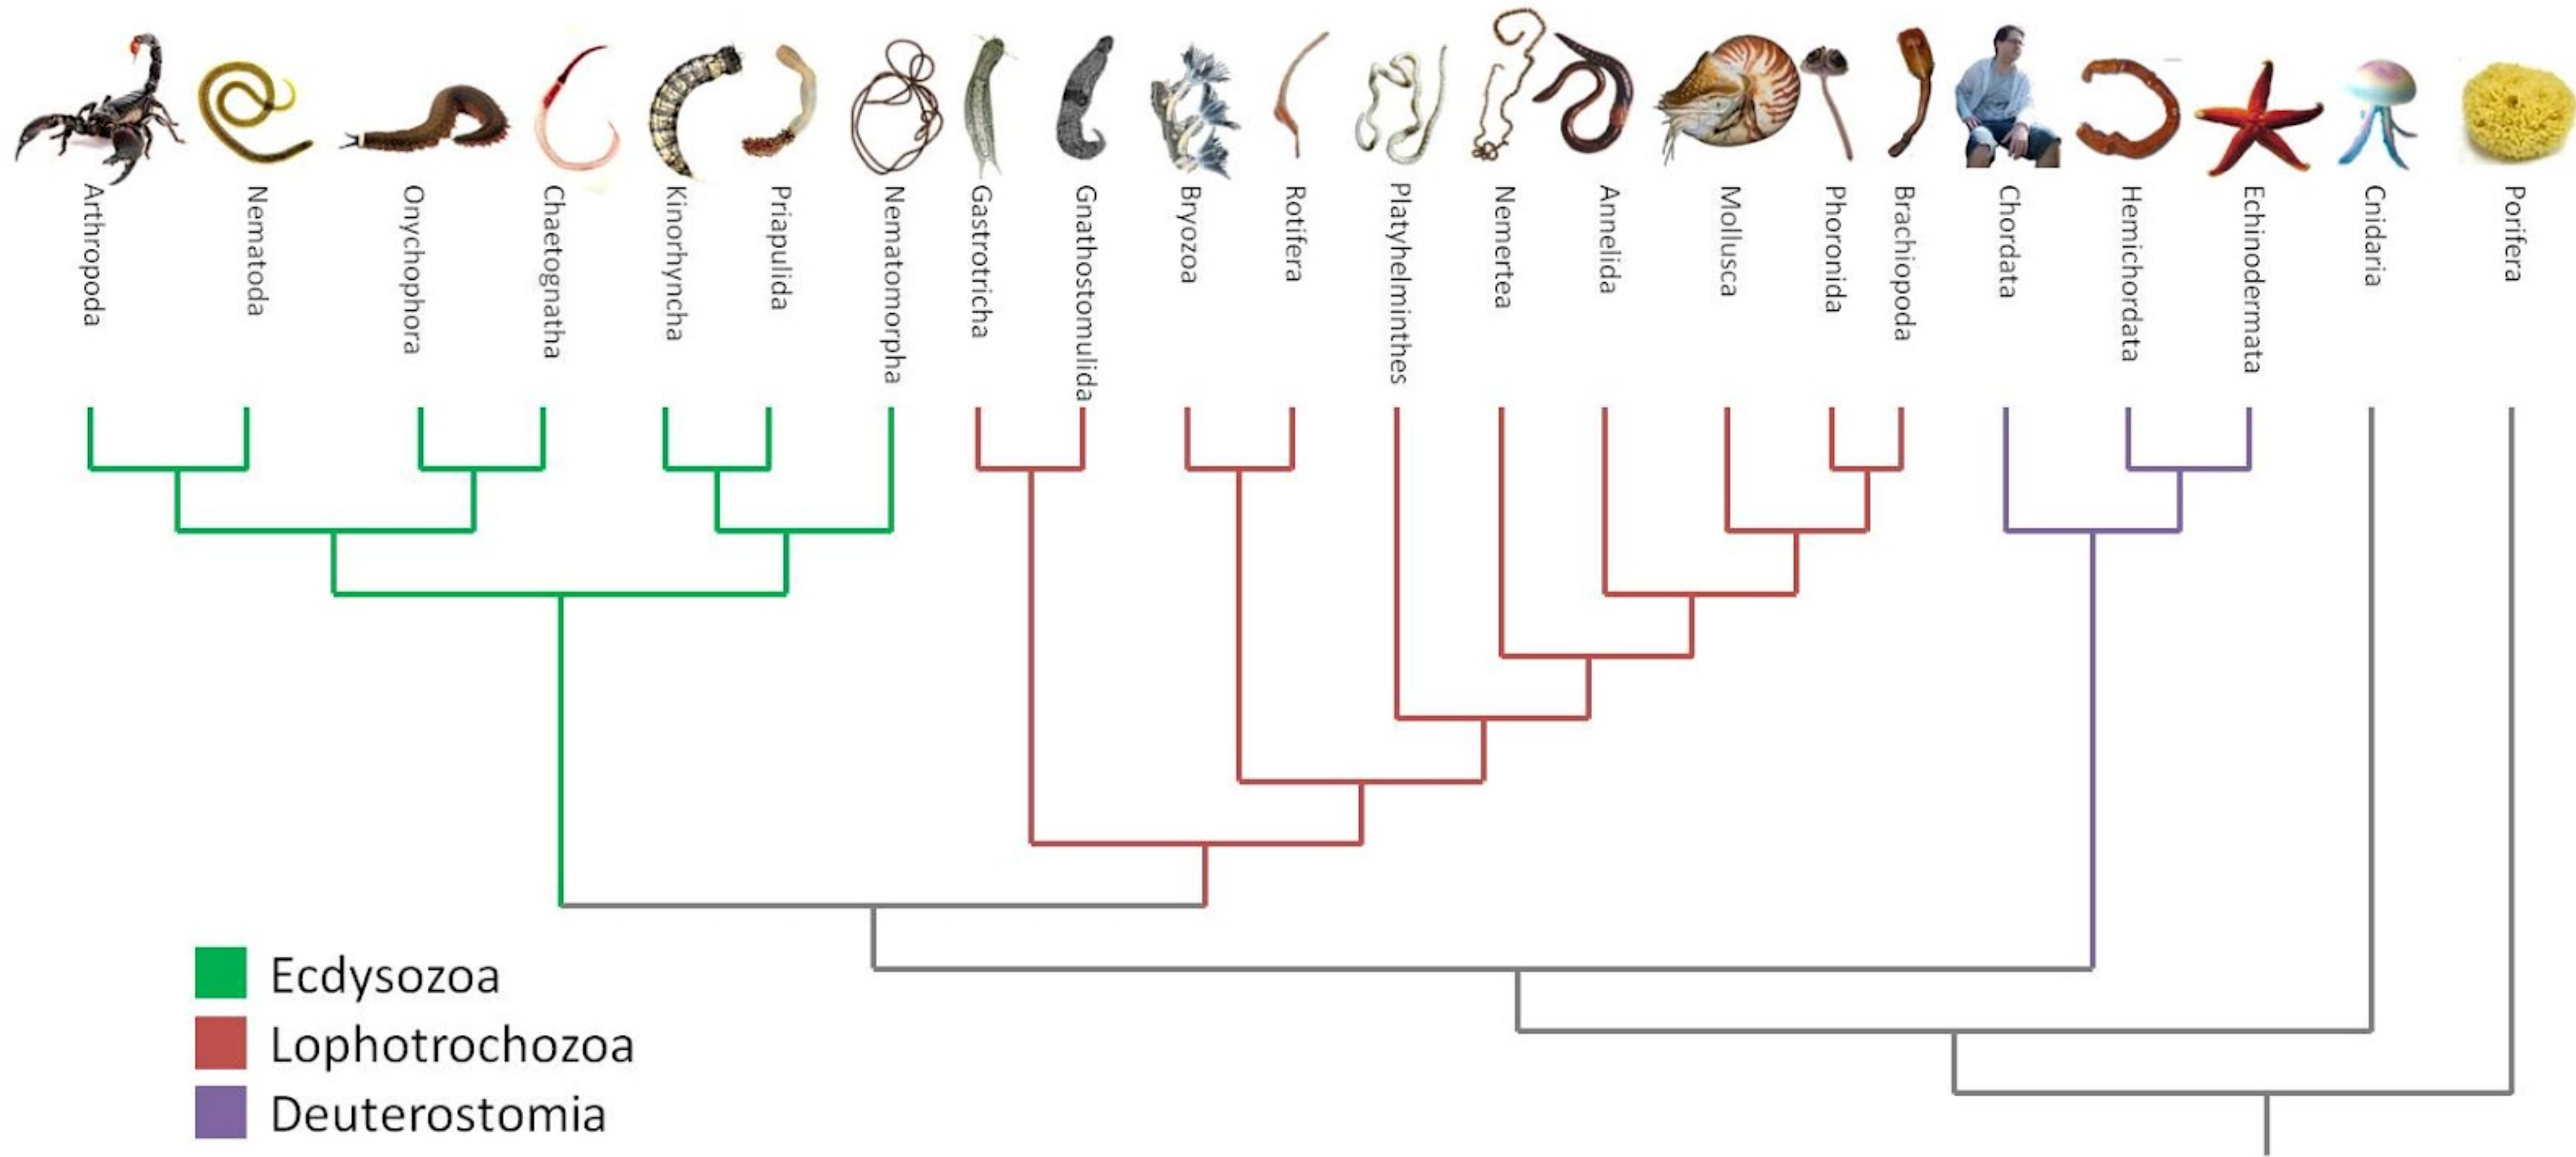 Arthropoda
Nematoda
Onychophora
Chaetognatha
Kinorhyncha
Priapulida
Nematomorpha
Gastrotricha
Gnathostomulida
Bryozoa
Rotifera
Platyhelminthes
Nemertea
Annelida
Mollusca
Phoronida
Brachiopoda
Chordata
Hemichordata
Echinodermata
Cnidaria
Porifera
Ecdysozoa
Lophotrochozoa
Deuterostomia